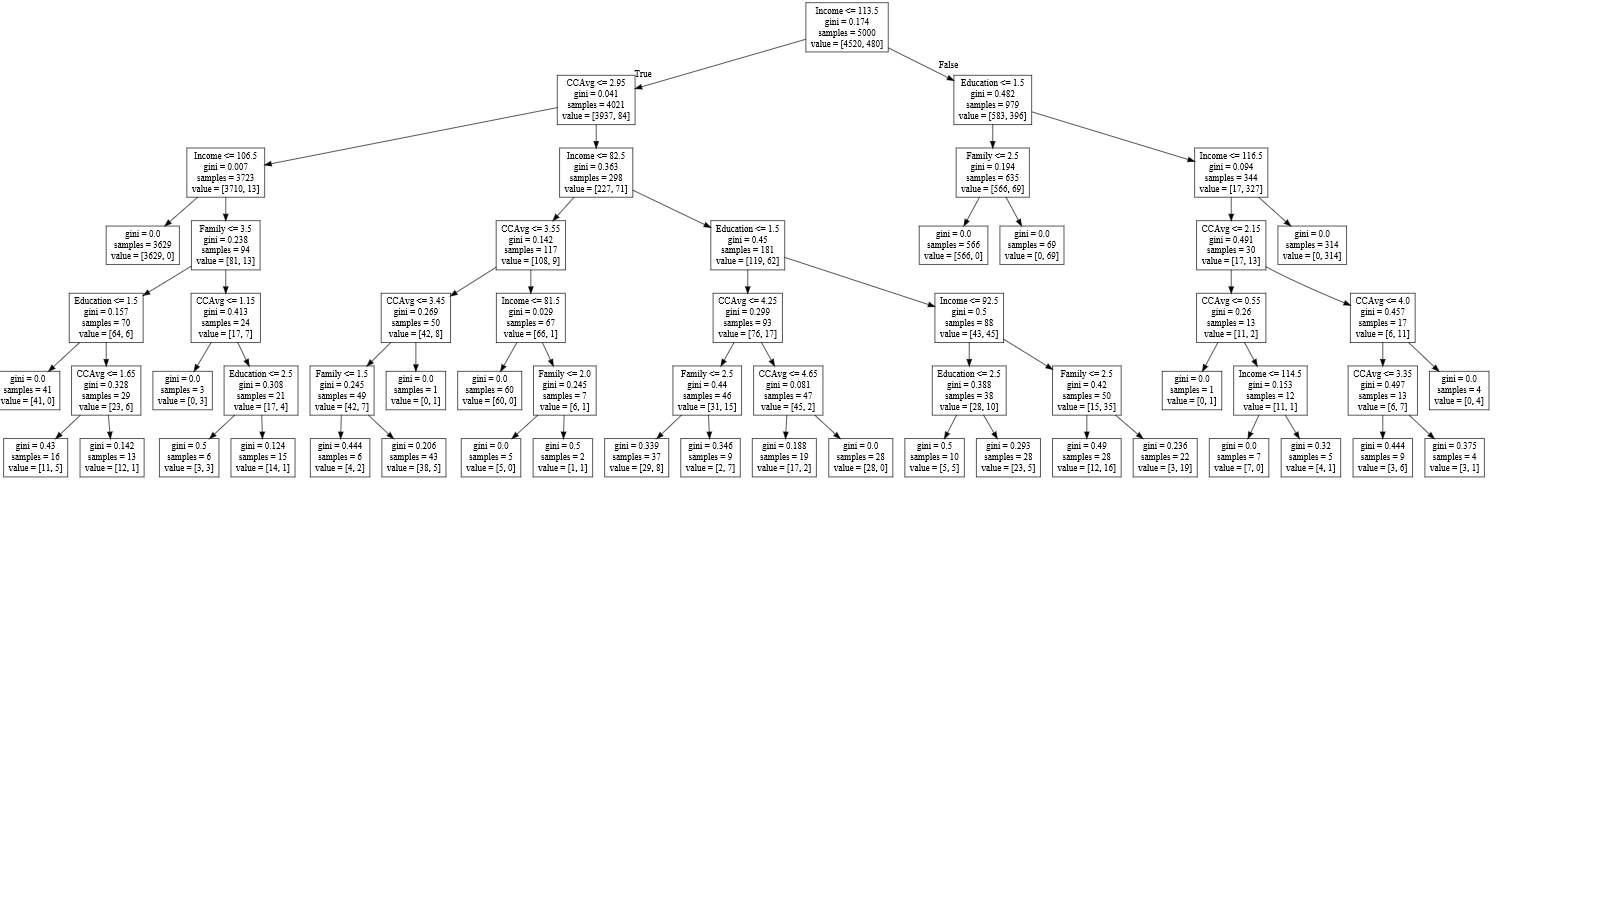 Income <= 113.5
gini = 0.174
samples = 5000
value = [4520, 480]
True
False
CCAvg <= 2.95
gini = 0.041
samples = 4021
value = [3937, 84]
Education <= 1.5
gini = 0.482
samples = 979
value = [583, 396]
Income <= 106.5
gini = 0.007
samples = 3723
value = [3710, 13]
Income <= 82.5
gini = 0.363
samples = 298
value = [227, 71]
Family <= 2.5
gini = 0.194
samples = 635
value = [566, 69]
Income <= 116.5
gini = 0.094
samples = 344
value = [17, 327]
gini = 0.0
samples = 3629
value = [3629, 0]
Family <= 3.5
gini = 0.238
samples = 94
value = [81, 13]
CCAvg <= 3.55
gini = 0.142
samples = 117
value = [108, 9]
Education <= 1.5
gini = 0.45
samples = 181
value = [119, 62]
gini = 0.0
samples = 566
value = [566, 0]
gini = 0.0
samples = 69
value = [0, 69]
CCAvg <= 2.15
gini = 0.491
samples = 30
value = [17, 13]
gini = 0.0
samples = 314
value = [0, 314]
Education <= 1.5
gini = 0.157
samples = 70
value = [64, 6]
CCAvg <= 1.15
gini = 0.413
samples = 24
value = [17, 7]
CCAvg <= 3.45
gini = 0.269
samples = 50
value = [42, 8]
Income <= 81.5
gini = 0.029
samples = 67
value = [66, 1]
CCAvg <= 4.25
gini = 0.299
samples = 93
value = [76, 17]
Income <= 92.5
gini = 0.5
samples = 88
value = [43, 45]
CCAvg <= 0.55
gini = 0.26
samples = 13
value = [11, 2]
CCAvg <= 4.0
gini = 0.457
samples = 17
value = [6, 11]
gini = 0.0
samples = 41
value = [41, 0]
CCAvg <= 1.65
gini = 0.328
samples = 29
value = [23, 6]
gini = 0.0
samples = 3
value = [0, 3]
Education <= 2.5
gini = 0.308
samples = 21
value = [17, 4]
Family <= 1.5
gini = 0.245
samples = 49
value = [42, 7]
gini = 0.0
samples = 1
value = [0, 1]
gini = 0.0
samples = 60
value = [60, 0]
Family <= 2.0
gini = 0.245
samples = 7
value = [6, 1]
Family <= 2.5
gini = 0.44
samples = 46
value = [31, 15]
CCAvg <= 4.65
gini = 0.081
samples = 47
value = [45, 2]
Education <= 2.5
gini = 0.388
samples = 38
value = [28, 10]
Family <= 2.5
gini = 0.42
samples = 50
value = [15, 35]
gini = 0.0
samples = 1
value = [0, 1]
Income <= 114.5
gini = 0.153
samples = 12
value = [11, 1]
CCAvg <= 3.35
gini = 0.497
samples = 13
value = [6, 7]
gini = 0.0
samples = 4
value = [0, 4]
gini = 0.43
samples = 16
value = [11, 5]
gini = 0.142
samples = 13
value = [12, 1]
gini = 0.5
samples = 6
value = [3, 3]
gini = 0.124
samples = 15
value = [14, 1]
gini = 0.444
samples = 6
value = [4, 2]
gini = 0.206
samples = 43
value = [38, 5]
gini = 0.0
samples = 5
value = [5, 0]
gini = 0.5
samples = 2
value = [1, 1]
gini = 0.339
samples = 37
value = [29, 8]
gini = 0.346
samples = 9
value = [2, 7]
gini = 0.188
samples = 19
value = [17, 2]
gini = 0.0
samples = 28
value = [28, 0]
gini = 0.5
samples = 10
value = [5, 5]
gini = 0.293
samples = 28
value = [23, 5]
gini = 0.49
samples = 28
value = [12, 16]
gini = 0.236
samples = 22
value = [3, 19]
gini = 0.0
samples = 7
value = [7, 0]
gini = 0.32
samples = 5
value = [4, 1]
gini = 0.444
samples = 9
value = [3, 6]
gini = 0.375
samples = 4
value = [3, 1]